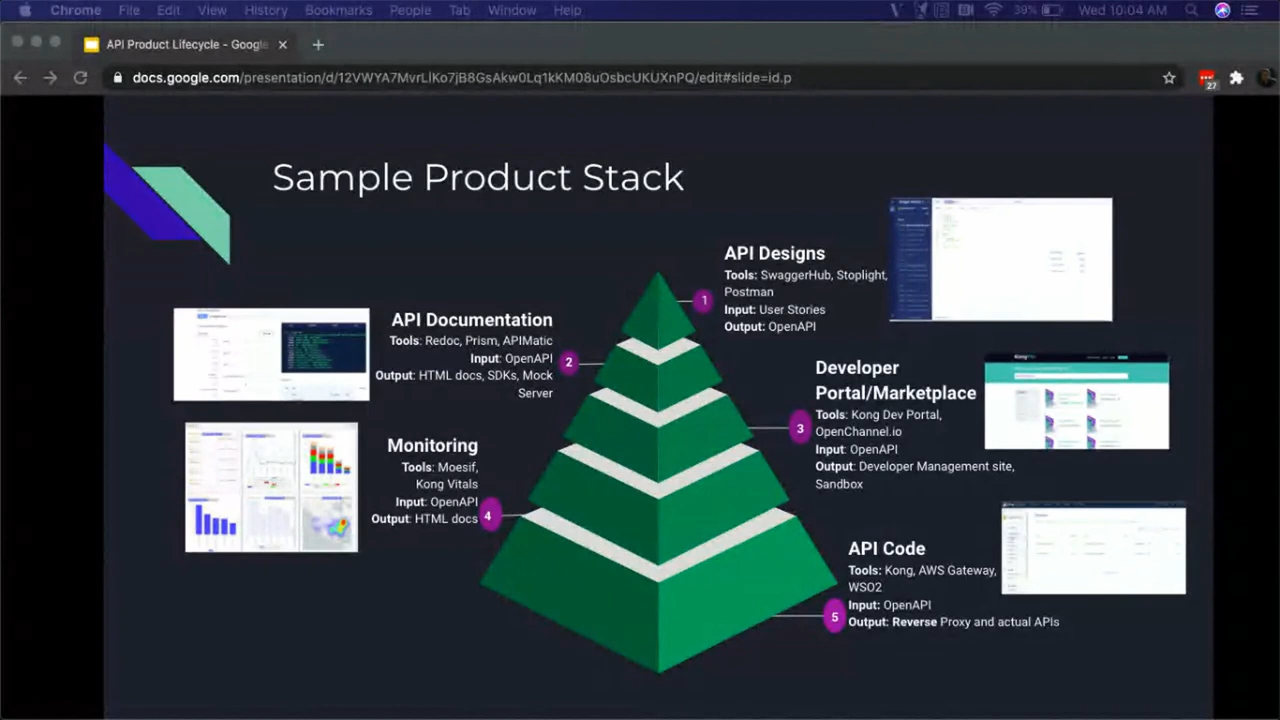 Chrome File Edit View History Bookmarks People Tab Window Help 39% Wed 10:04 AM
API Product Lifecycle - Google
docs.google.com/presentation/d/12VWYA7MvrLlKo7jB8GsAkw0Lq1kKM08uOsbcUKUXnPQ/edit#slide=id.p
27
Sample Product Stack
API Designs
Tools: SwaggerHub, Stoplight,
Postman
Input: User Stories
Output: OpenAPI
1
API Documentation
Tools: Redoc, Prism, APIMatic
Input: OpenAPI
Output: HTML docs, SDKs, Mock
Server
2
Developer
Portal/Marketplace
Tools: Kong Dev Portal,
OpenChannel.io
Input: OpenAPI
Output: Developer Management site,
Sandbox
3
Monitoring
Tools: Moesif,
Kong Vitals
Input: OpenAPI
Output: HTML docs
4
API Code
Tools: Kong, AWS Gateway,
WSO2
Input: OpenAPI
Output: Reverse Proxy and actual APIs
5